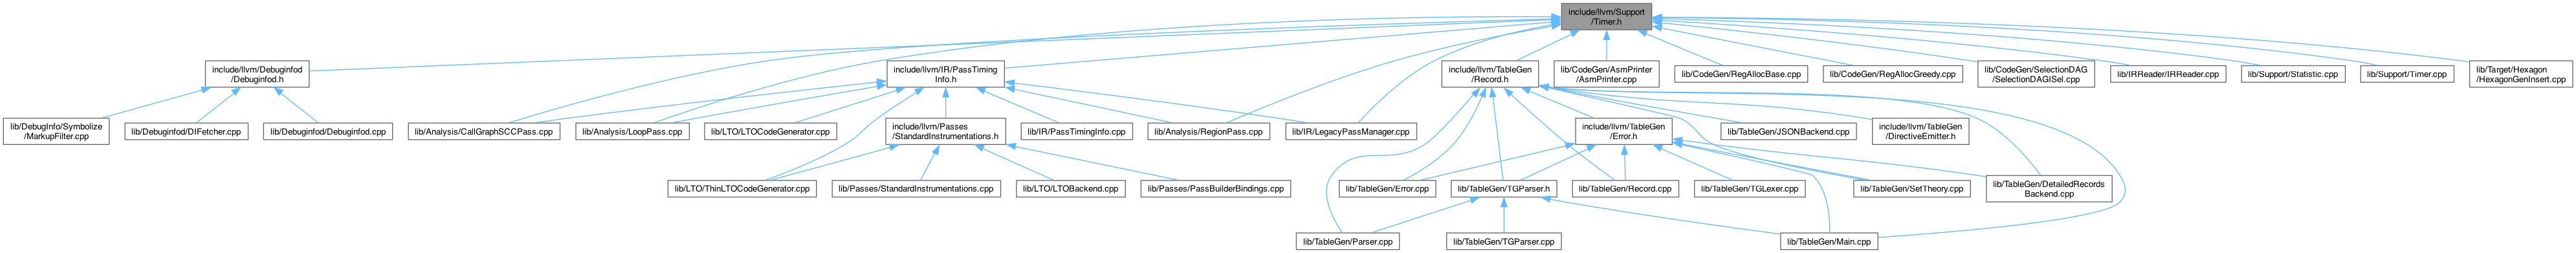 include/llvm/Support
/Timer.h
include/llvm/Debuginfod
/Debuginfod.h
include/llvm/IR/PassTiming
Info.h
include/llvm/TableGen
/Record.h
lib/CodeGen/AsmPrinter
/AsmPrinter.cpp
lib/CodeGen/RegAllocBase.cpp
lib/CodeGen/RegAllocGreedy.cpp
lib/CodeGen/SelectionDAG
/SelectionDAGISel.cpp
lib/IRReader/IRReader.cpp
lib/Support/Statistic.cpp
lib/Support/Timer.cpp
lib/Target/Hexagon
/HexagonGenInsert.cpp
lib/DebugInfo/Symbolize
/MarkupFilter.cpp
lib/Debuginfod/DIFetcher.cpp
lib/Debuginfod/Debuginfod.cpp
lib/Analysis/CallGraphSCCPass.cpp
lib/Analysis/LoopPass.cpp
lib/LTO/LTOCodeGenerator.cpp
include/llvm/Passes
/StandardInstrumentations.h
lib/IR/PassTimingInfo.cpp
lib/Analysis/RegionPass.cpp
lib/IR/LegacyPassManager.cpp
include/llvm/TableGen
/Error.h
lib/TableGen/JSONBackend.cpp
include/llvm/TableGen
/DirectiveEmitter.h
lib/LTO/ThinLTOCodeGenerator.cpp
lib/Passes/StandardInstrumentations.cpp
lib/LTO/LTOBackend.cpp
lib/Passes/PassBuilderBindings.cpp
lib/TableGen/Error.cpp
lib/TableGen/TGParser.h
lib/TableGen/Record.cpp
lib/TableGen/TGLexer.cpp
lib/TableGen/SetTheory.cpp
lib/TableGen/DetailedRecords
Backend.cpp
lib/TableGen/Parser.cpp
lib/TableGen/TGParser.cpp
lib/TableGen/Main.cpp